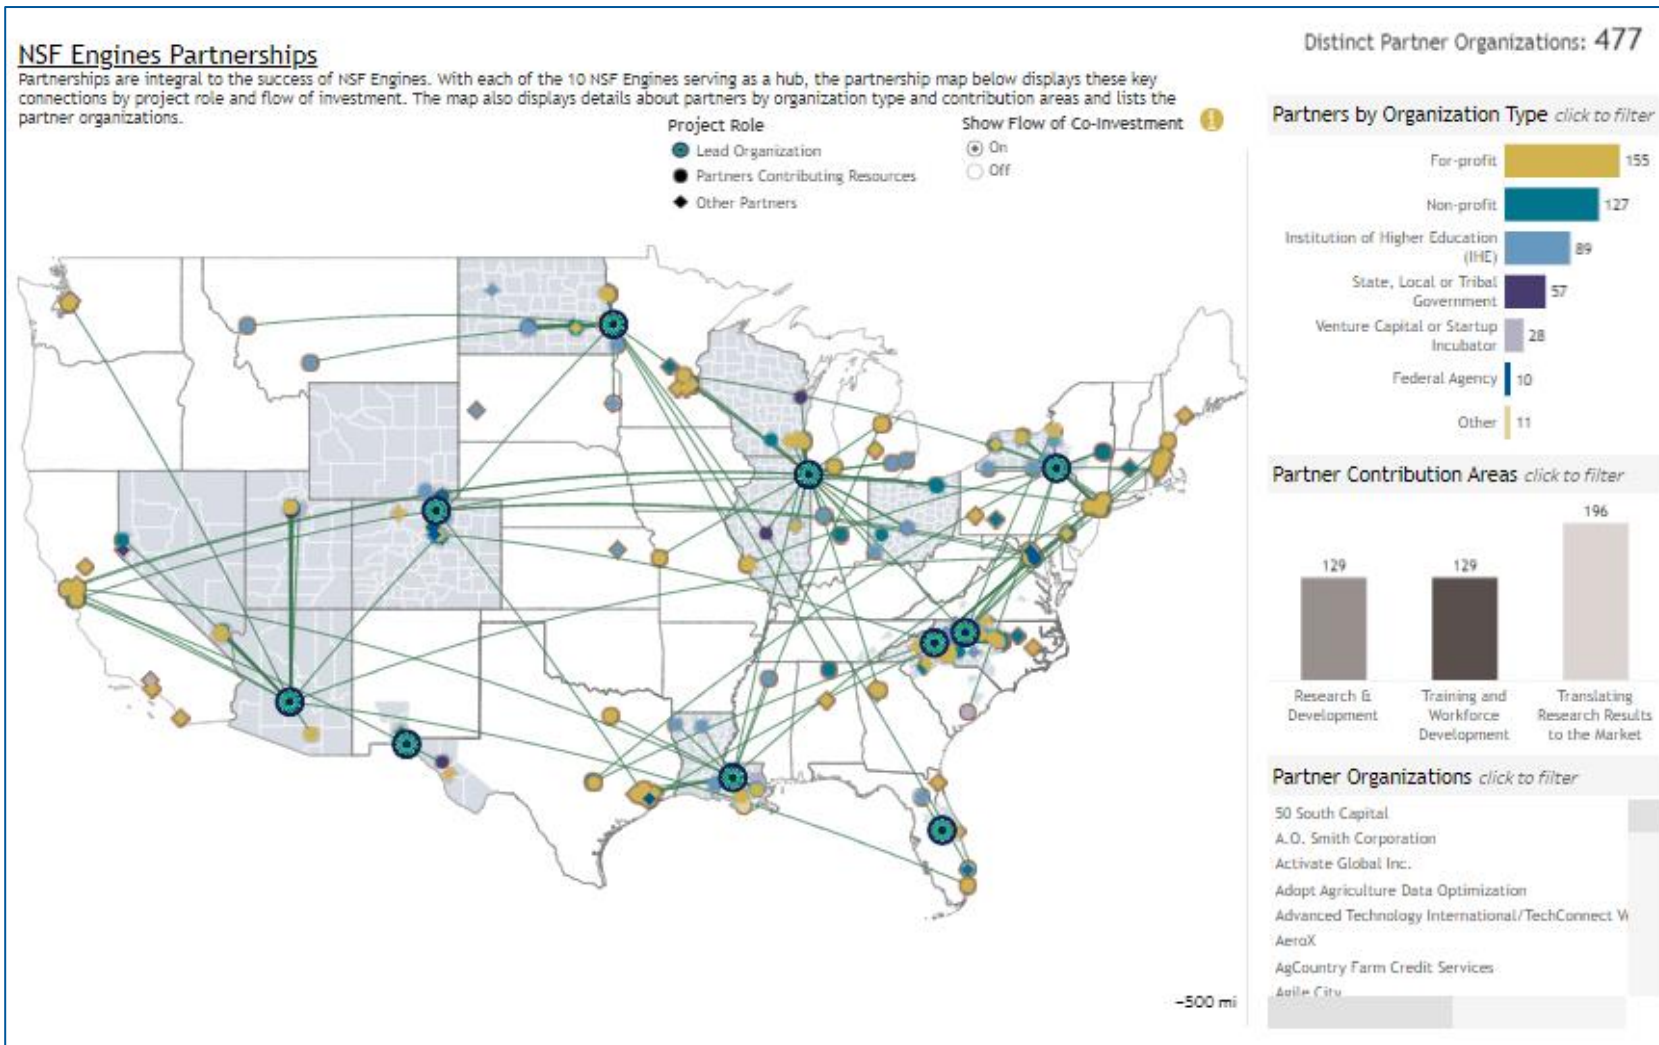 NSF Engines Partnerships
Partnerships are integral to the success of NSF Engines. With each of the 10 NSF Engines serving as a hub, the partnership map below displays these key
connections by project role and flow of investment. The map also displays details about partners by organization type and contribution areas and lists the
partner organizations.
Project Role
Lead Organization
Partners Contributing Resources
Other Partners
Show Flow of Co-Investment
On
Off
~500 mi
Distinct Partner Organizations: 477
Partners by Organization Type click to filter
For-profit 155
Non-profit 127
Institution of Higher Education
(IHE) 89
State, Local or Tribal
Government 57
Venture Capital or Startup
Incubator 28
Federal Agency 10
Other 11
Partner Contribution Areas click to filter
129 129 196
Research & Training and Translating
Development Workforce Research Results
Development to the Market
Partner Organizations click to filter
50 South Capital
A.O. Smith Corporation
Activate Global Inc.
Adopt Agriculture Data Optimization
Advanced Technology International/TechConnect
AeroX
AgCountry Farm Credit Services
Agile City